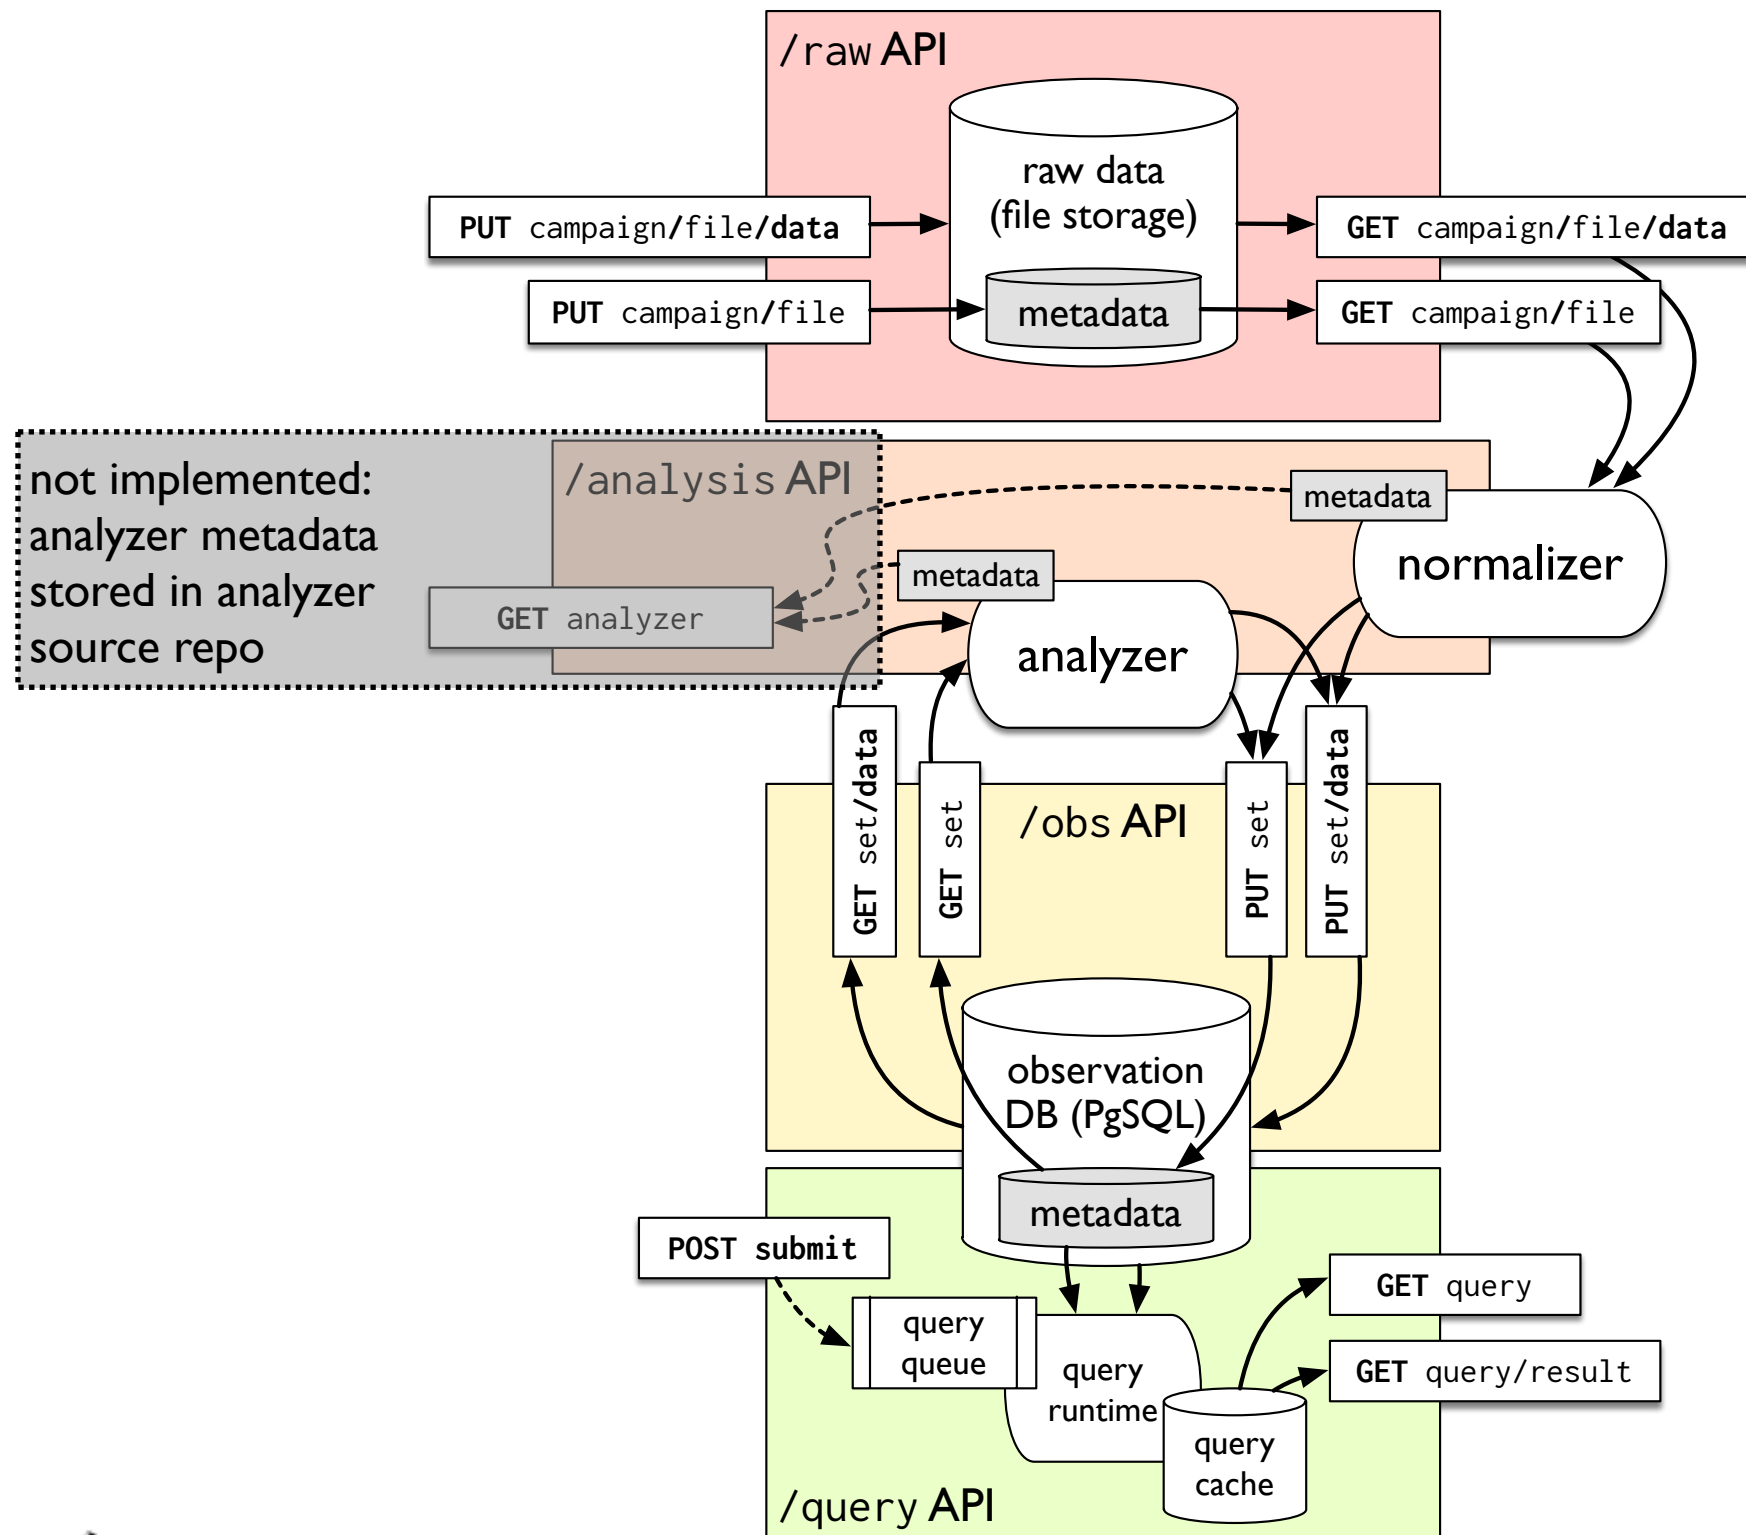 /raw API
raw data
(file storage)
PUT campaign/file/data
GET campaign/file/data
PUT campaign/file
metadata
GET campaign/file
not implemented:
analyzer metadata
stored in analyzer
source repo
/analysis API
metadata
normalizer
metadata
GET analyzer
analyzer
GET set/data
GET set
/obs API
PUT set
PUT set/data
observation
DB (PgSQL)
metadata
POST submit
query
queue
query
runtime
GET query
GET query/result
query
cache
/query API